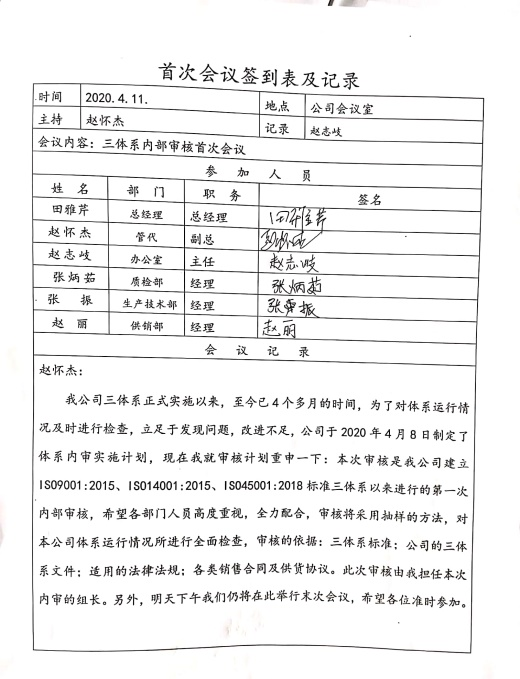 首次会议签到表及记录
时间 2020.4.11. 地点 公司会议室
主持 赵怀杰 记录 赵志岐
会议内容：三体系内部审核首次会议
参加人员
姓名 部门 职务 签名
田雅芹 总经理 总经理 田雅芹
赵怀杰 管代 副总
赵志岐 办公室 主任 赵志岐
张炳茹 质检部 经理 张炳茹
张振 生产技术部 经理 张振
赵丽 供销部 经理 赵丽
会议记录
赵怀杰：
我公司三体系正式实施以来，至今已4个多月的时间，为了对体系运行情
况及时进行检查，立足于发现问题，改进不足，公司于2020年4月8日制定了
体系内审实施计划，现在我就审核计划重申一下：本次审核是我公司建立
ISO9001:2015、ISO14001:2015、ISO45001:2018标准三体系以来进行的第一次
内部审核，希望各部门人员高度重视，全力配合，审核将采用抽样的方法，对
本公司体系运行情况所进行全面检查，审核的依据：三体系标准；公司的三体
系文件；适用的法律法规；各类销售合同及供货协议。此次审核由我担任本次
内审的组长。另外，明天下午我们仍将在此举行末次会议，希望各位准时参加。